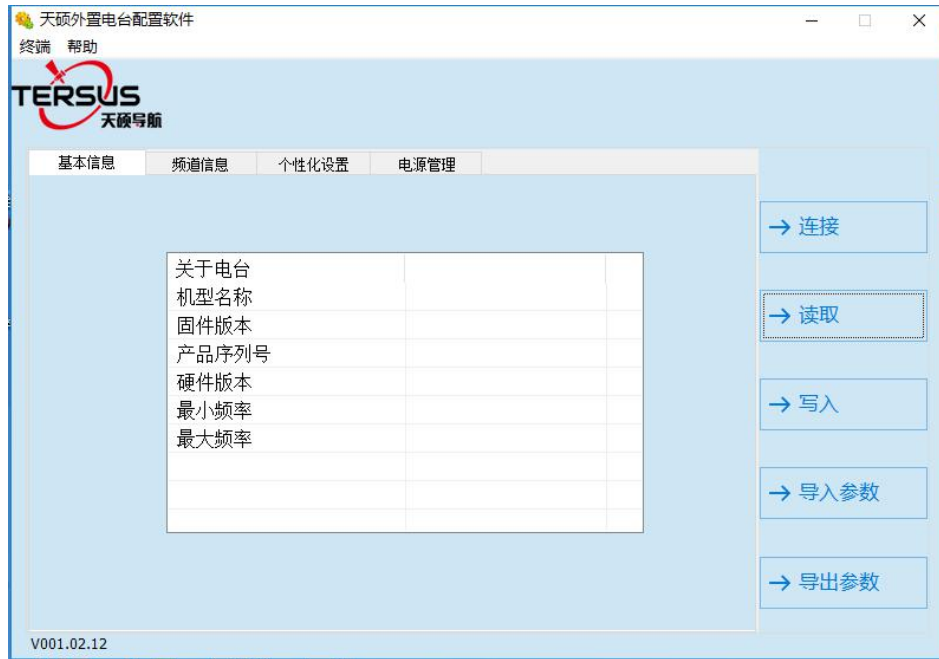 天硕外置电台配置软件
终端 帮助
TERSUS
天硕导航
基本信息 频道信息 个性化设置 电源管理
关于电台
机型名称
固件版本
产品序列号
硬件版本
最小频率
最大频率
→ 连接
→ 读取
→ 写入
→ 导入参数
→ 导出参数
V001.02.12